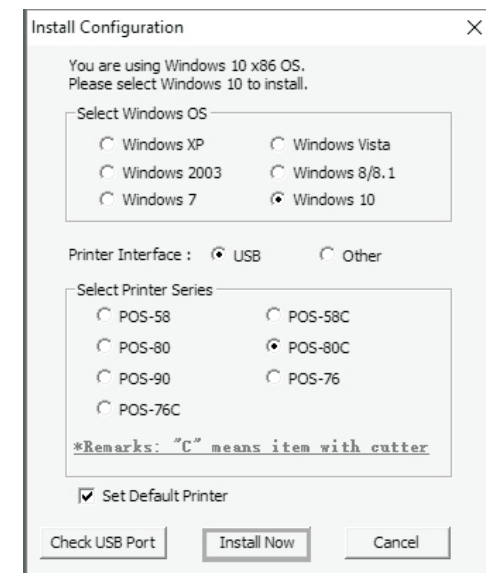 Install Configuration
You are using Windows 10 x86 OS.
Please select Windows 10 to install.
Select Windows OS
Windows XP Windows Vista
Windows 2003 Windows 8/8.1
Windows 7 Windows 10
Printer Interface : USB Other
Select Printer Series
POS-58 POS-58C
POS-80 POS-80C
POS-90 POS-76
POS-76C
*Remarks: "C" means item with cutter
Set Default Printer
Check USB Port Install Now Cancel